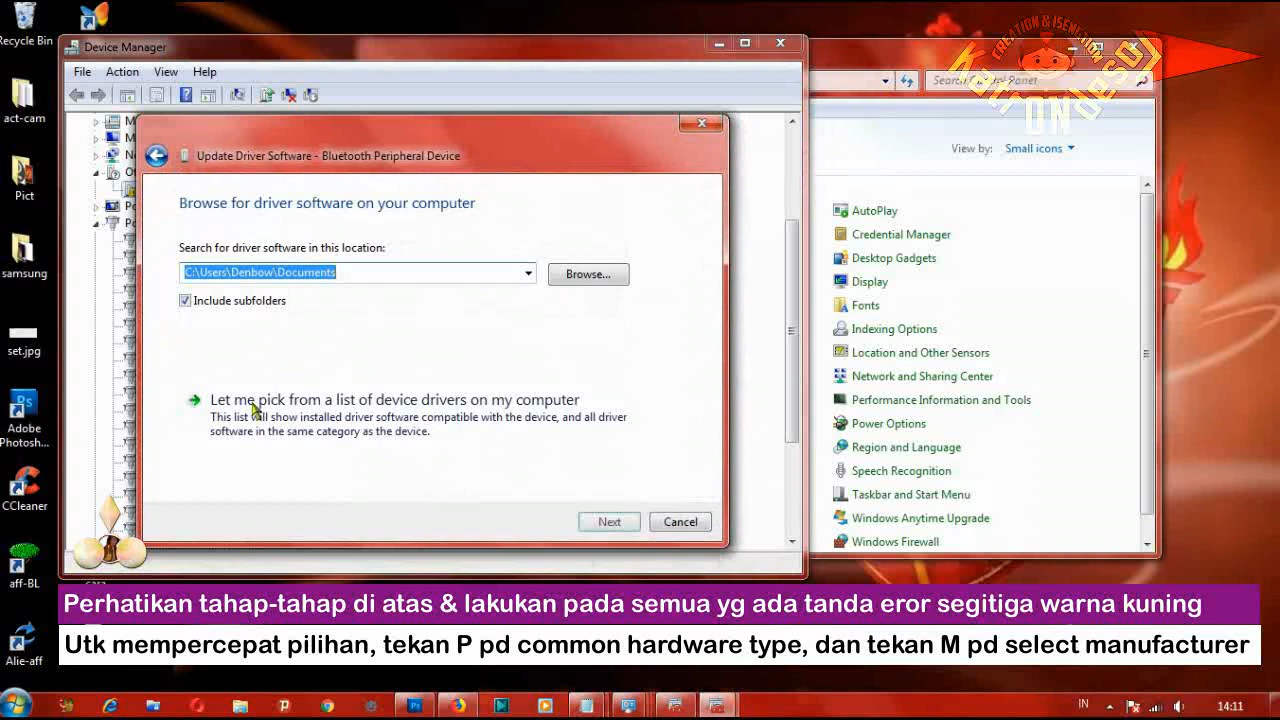 Recycle Bin
act-cam
Pict
samsung
set.jpg
Adobe
Photosh...
CCleaner
aff-BL
Alie-aff
Device Manager
File Action View Help
Update Driver Software - Bluetooth Peripheral Device
Browse for driver software on your computer
Search for driver software in this location:
C:\Users\Denbow\Documents
Browse...
Include subfolders
Let me pick from a list of device drivers on my computer
This list will show installed driver software compatible with the device, and all driver
software in the same category as the device.
Next Cancel
CREATION & ISENGTION
View by: Small icons
AutoPlay
Credential Manager
Desktop Gadgets
Display
Fonts
Indexing Options
Location and Other Sensors
Network and Sharing Center
Performance Information and Tools
Power Options
Region and Language
Speech Recognition
Taskbar and Start Menu
Windows Anytime Upgrade
Windows Firewall
Perhatikan tahap-tahap di atas & lakukan pada semua yg ada tanda eror segitiga warna kuning
Utk mempercepat pilihan, tekan P pd common hardware type, dan tekan M pd select manufacturer
IN 14:11